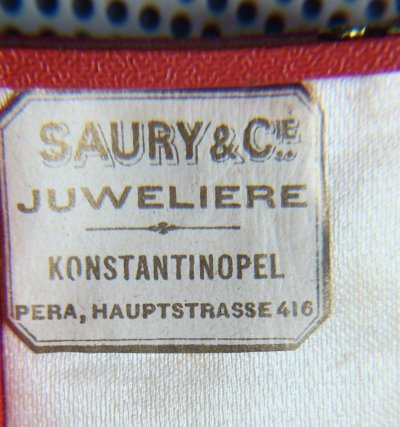 SAURY & CIE
JUWELIERE
KONSTANTINOPEL
PERA, HAUPTSTRASSE 416